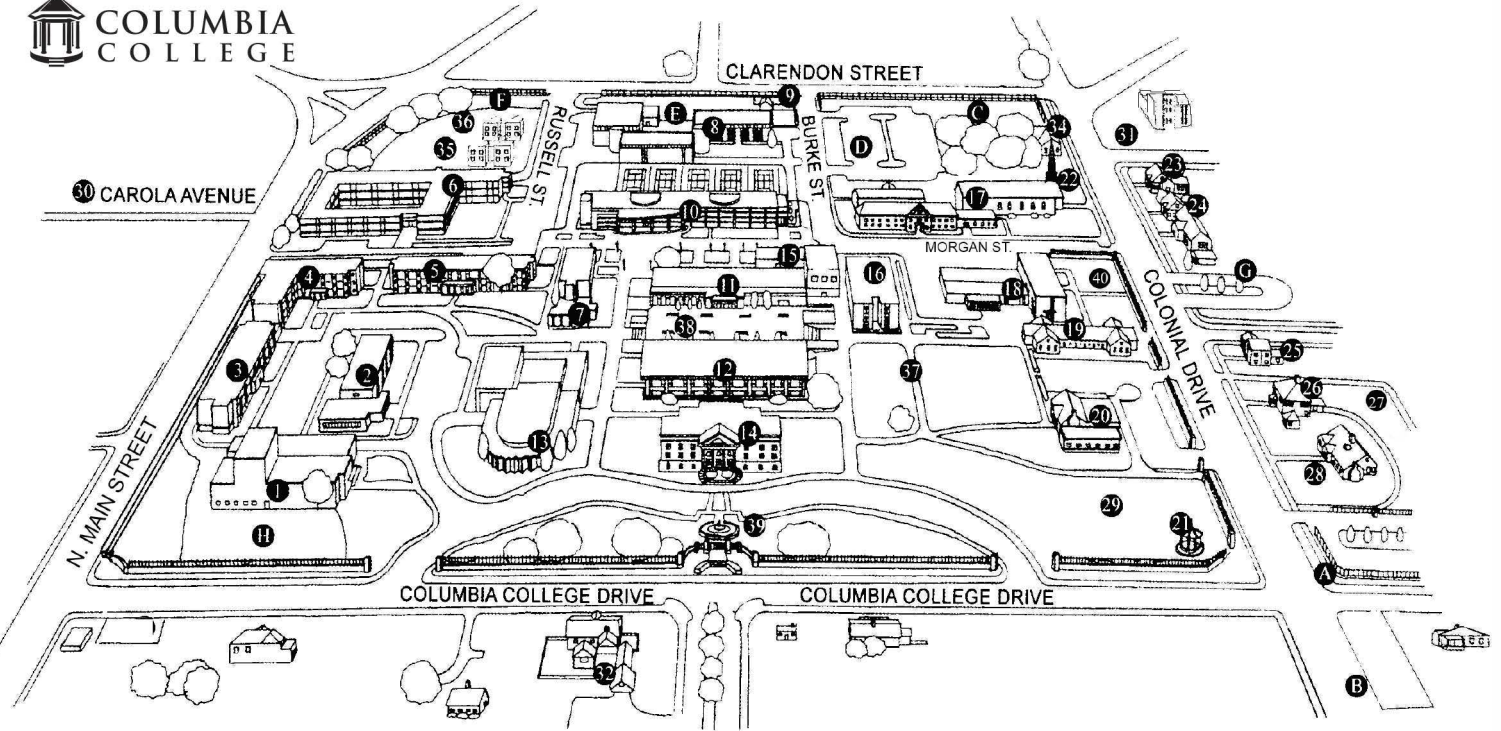 COLUMBIA
COLLEGE
CLARENDON STREET
9
F
36
E
8
C
34
31
35
RUSSELL ST.
BURKE ST.
D
30 CAROLA AVENUE
6
23
22
17
24
10
MORGAN ST.
15
4
5
11
16
18
40
G
7
38
19
COLONIAL DRIVE
3
2
12
37
25
26
27
13
14
20
N. MAIN STREET
1
28
29
H
39
21
A
COLUMBIA COLLEGE DRIVE
COLUMBIA COLLEGE DRIVE
32
B